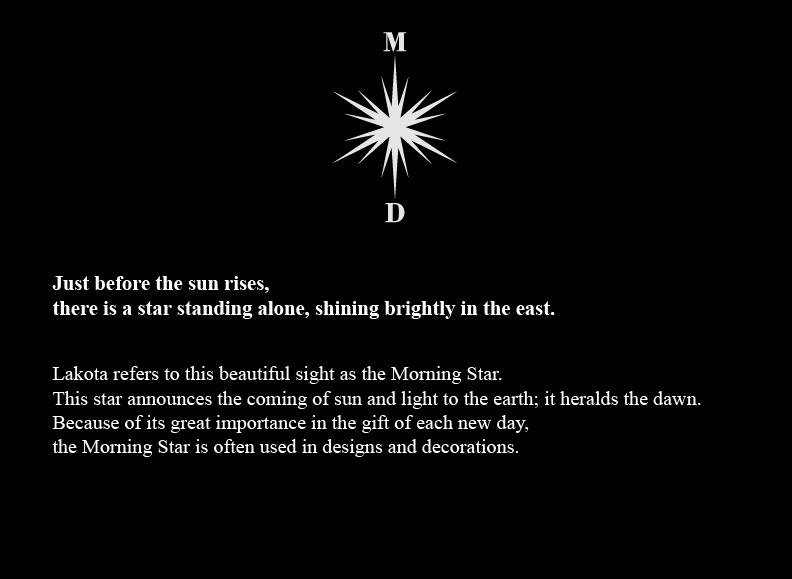 M
D
Just before the sun rises,
there is a star standing alone, shining brightly in the east.
Lakota refers to this beautiful sight as the Morning Star.
This star announces the coming of sun and light to the earth; it heralds the dawn.
Because of its great importance in the gift of each new day,
the Morning Star is often used in designs and decorations.